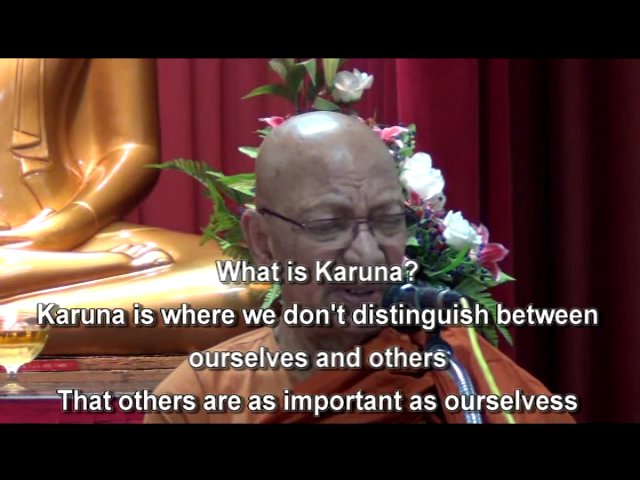 What is Karuna?
Karuna is where we don't distinguish between
ourselves and others
That others are as important as ourselvess